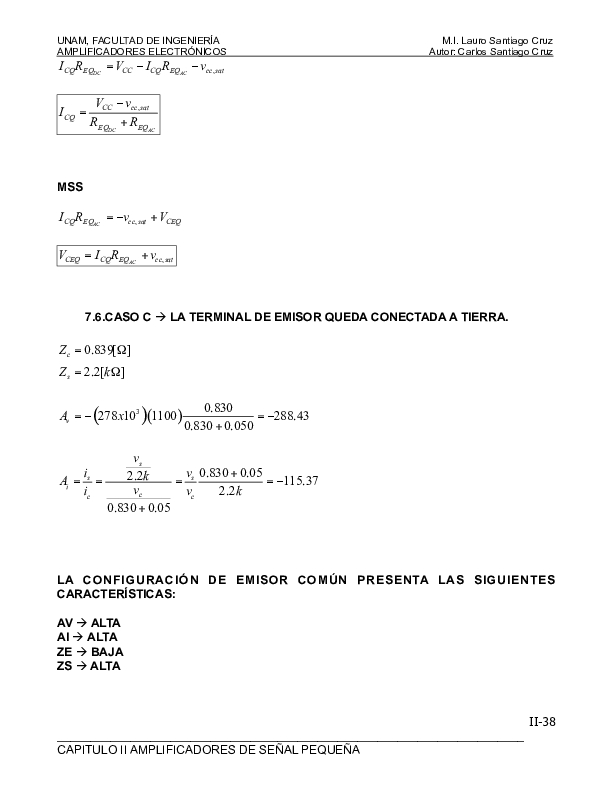 UNAM, FACULTAD DE INGENIERÍA M.I. Lauro Santiago Cruz
AMPLIFICADORES ELECTRÓNICOS Autor: Carlos Santiago Cruz
I_{CQ}R_{EQ_{DC}} = V_{CC} − I_{CQ}R_{EQ_{AC}} − v_{ec,sat}
I_{CQ} = \frac{V_{CC} − v_{ec,sat}}{R_{EQ_{DC}} + R_{EQ_{AC}}}
MSS
I_{CQ}R_{EQ_{AC}} = −v_{ec,sat} + V_{CEQ}
V_{CEQ} = I_{CQ}R_{EQ_{AC}} + v_{ec,sat}
7.6.CASO C → LA TERMINAL DE EMISOR QUEDA CONECTADA A TIERRA.
Z_e = 0.839[Ω]
Z_s = 2.2[kΩ]
A_v = −(278x10^3)(1100) \frac{0.830}{0.830 + 0.050} = −288.43
A_i = \frac{i_s}{i_e} = \frac{\frac{v_s}{2.2k}}{\frac{v_e}{0.830 + 0.05}} = \frac{v_s}{v_e} \frac{0.830 + 0.05}{2.2k} = −115.37
LA CONFIGURACIÓN DE EMISOR COMÚN PRESENTA LAS SIGUIENTES
CARACTERÍSTICAS:
AV → ALTA
AI → ALTA
ZE → BAJA
ZS → ALTA
II-38
CAPITULO II AMPLIFICADORES DE SEÑAL PEQUEÑA